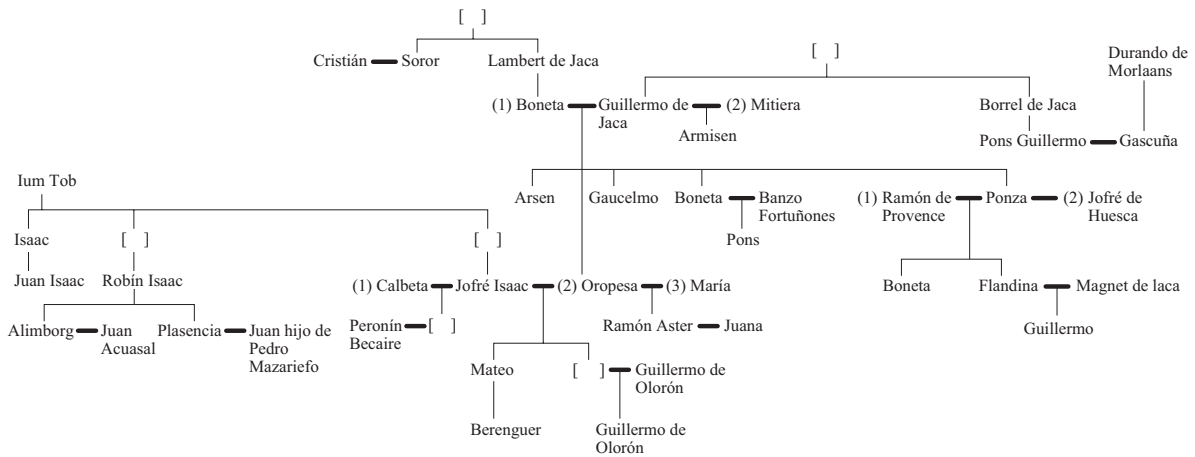 [ ]
Cristián Soror Lambert de Jaca
[ ]
Durando de
Morlaans
(1) Boneta Guillermo de (2) Mitiera
Jaca
Armisen
Borrel de Jaca
Pons Guillermo Gascuña
Ium Tob
Arsen Gaucelmo Boneta Banzo
Fortuñones
Pons
(1) Ramón de Ponza (2) Jofré de
Provence Huesca
Isaac [ ] [ ]
Juan Isaac Robín Isaac
(1) Calbeta Jofré Isaac (2) Oropesa (3) María
Boneta Flandina Magnet de Iaca
Guillermo
Alimborg Juan Plasencia Juan hijo de
Acuasal Pedro
Mazariefo
Peronín [ ]
Becaire
Ramón Aster Juana
Mateo [ ] Guillermo de
Olorón
Berenguer Guillermo de
Olorón